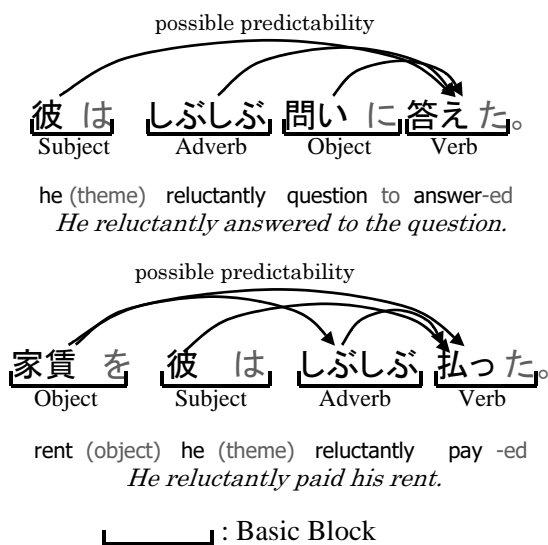 possible predictability
彼 は しぶしぶ 問い に 答え た。
Subject Adverb Object Verb
he (theme) reluctantly question to answer-ed
He reluctantly answered to the question.
possible predictability
家賃 を 彼 は しぶしぶ 払っ た。
Object Subject Adverb Verb
rent (object) he (theme) reluctantly pay -ed
He reluctantly paid his rent.
: Basic Block